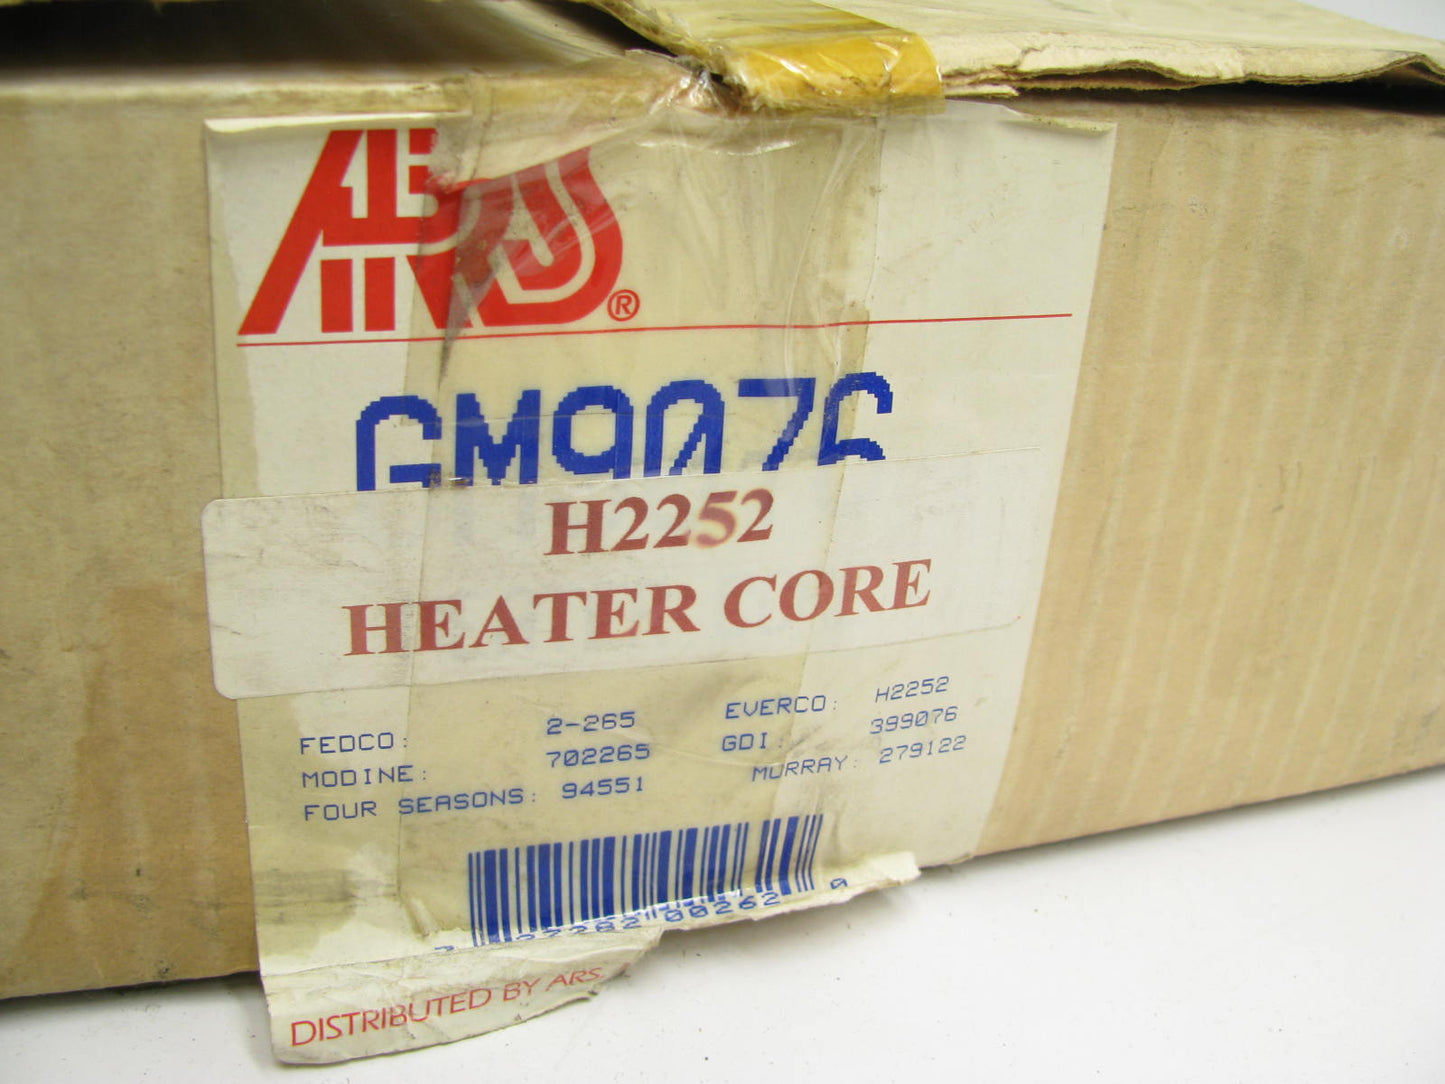 ARS®
GM9076
H2252
HEATER CORE
FEDCO: 2-265 EVERCO: H2252
MODINE: 702265 GDI: 399076
FOUR SEASONS: 94551 MURRAY: 279122
00262
DISTRIBUTED BY ARS.